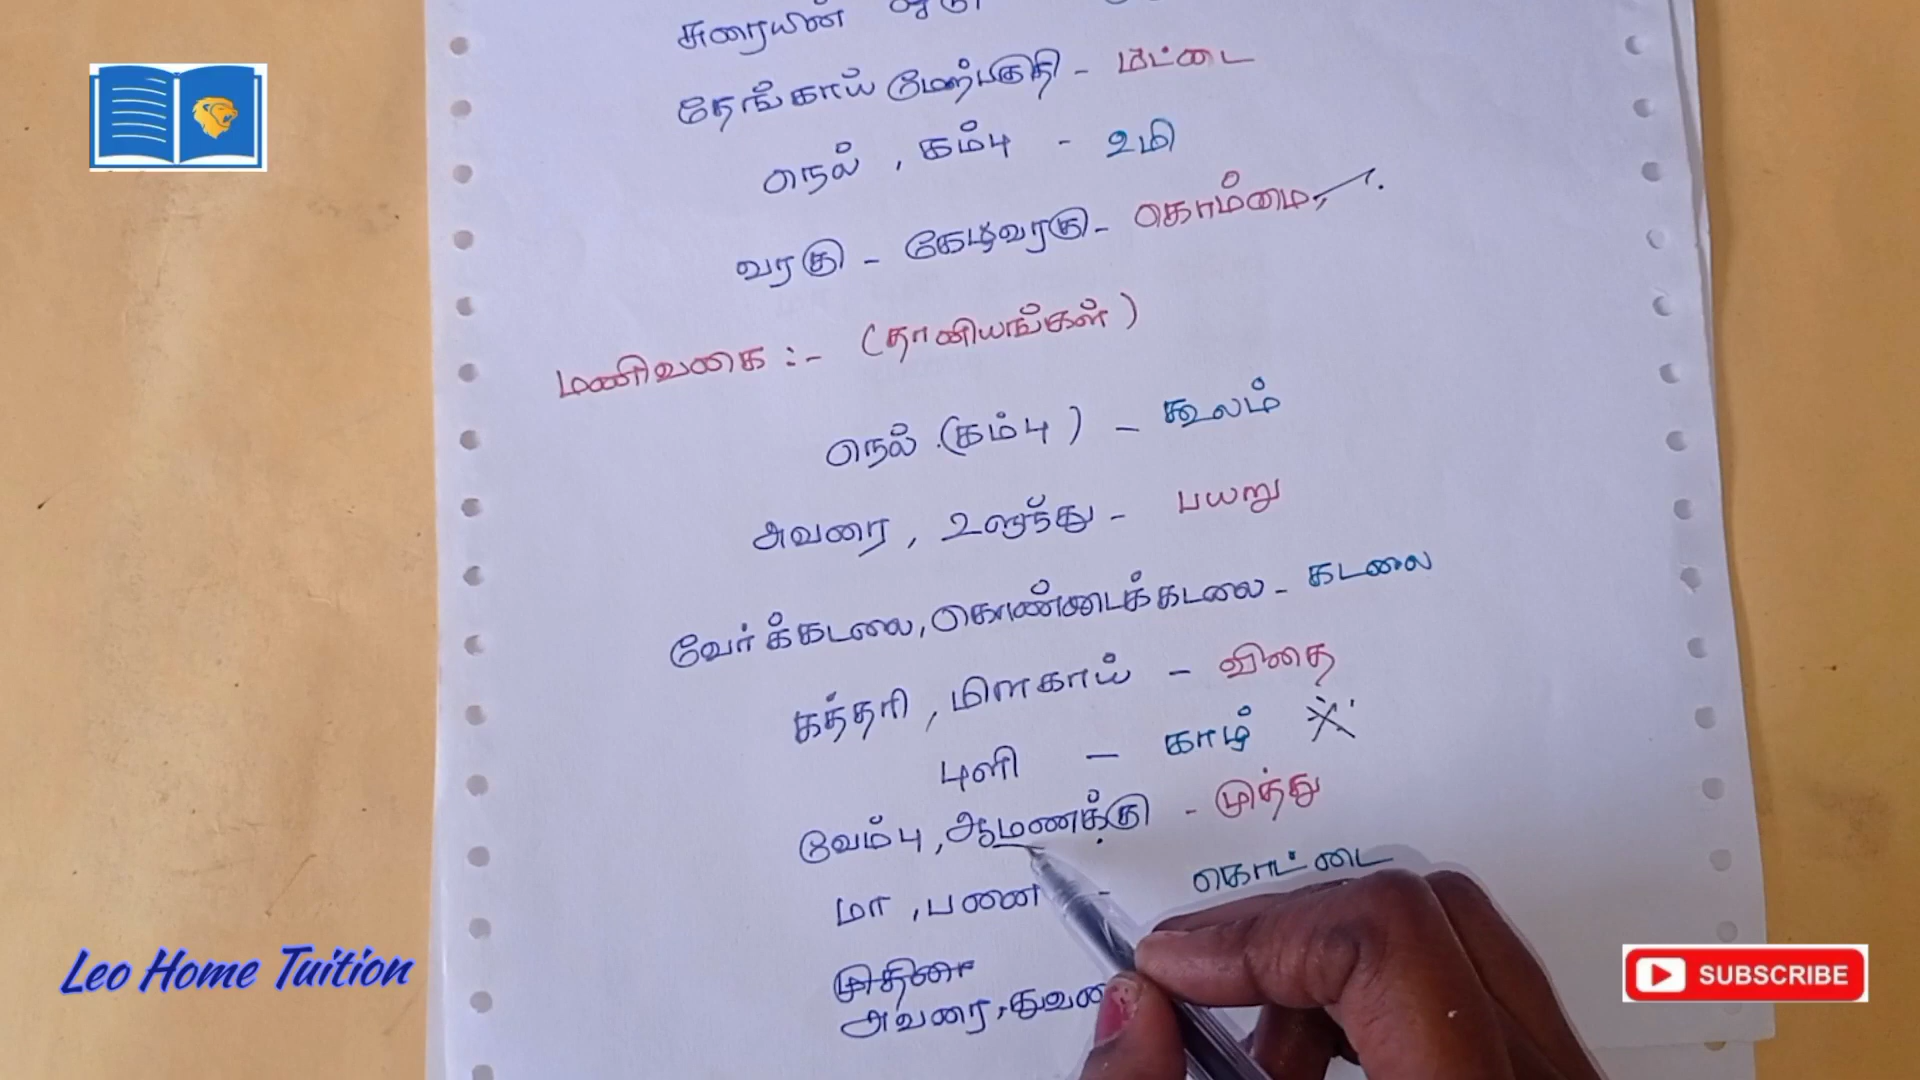 சுரையின்
தேங்காய் மேற்பகுதி - மட்டை
நெல் , கம்பு - உமி
வரகு - கேழ்வரகு - கொம்மை
மணிவகை :- (தானியங்கள்)
நெல் (கம்பு) - கூலம்
அவரை , உளுந்து - பயறு
வேர்க்கடலை, கொண்டைக்கடலை - கடலை
கத்தரி , மிளகாய் - விதை
புளி - காழ்
வேம்பு , ஆமணக்கு - முத்து
மா , பனை - கொட்டை
அவரை,
Leo Home Tuition
SUBSCRIBE